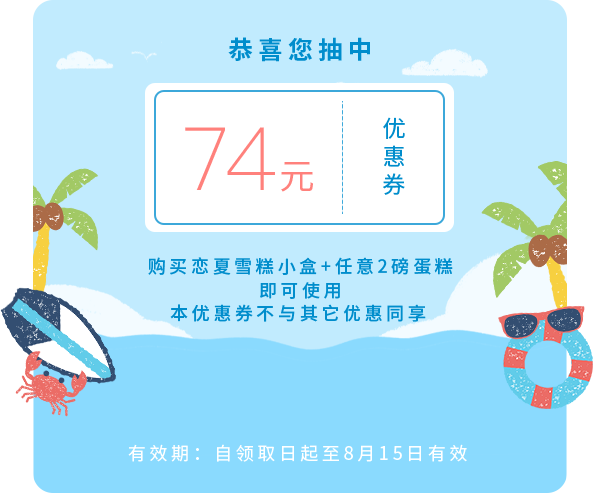 恭喜您抽中
74元
优惠券
购买恋夏雪糕小盒+任意2磅蛋糕
即可使用
本优惠券不与其它优惠同享
有效期：自领取日起至8月15日有效